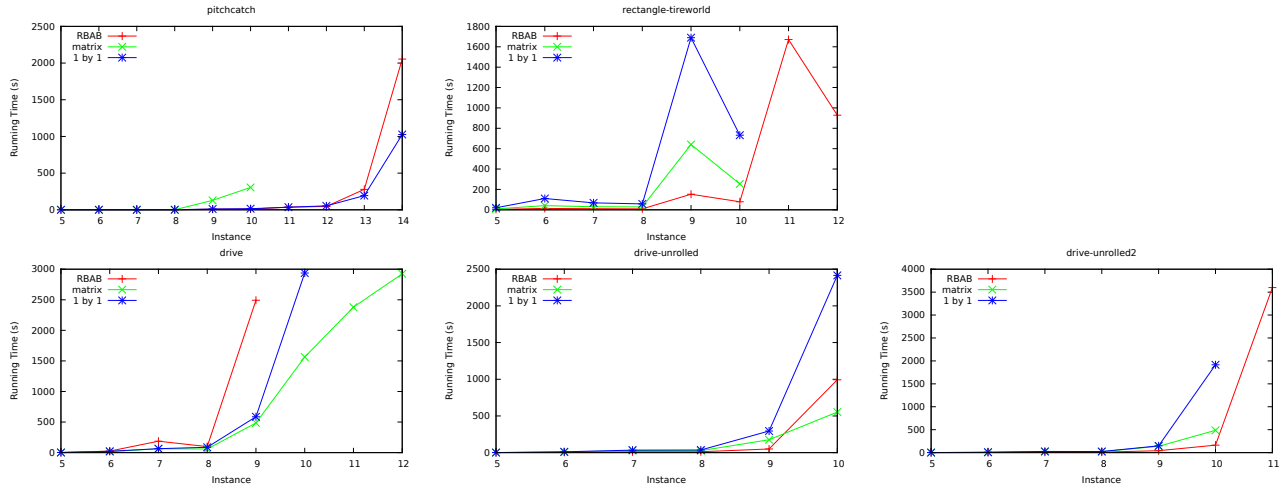 pitchcatch
2500
2000
1500
1000
500
0
5 6 7 8 9 10 11 12 13 14
Running Time (s)
Instance
RBAB
matrix
1 by 1
rectangle-tireworld
1800
1600
1400
1200
1000
800
600
400
200
0
5 6 7 8 9 10 11 12
Running Time (s)
Instance
RBAB
matrix
1 by 1
drive
3000
2500
2000
1500
1000
500
0
5 6 7 8 9 10 11 12
Running Time (s)
Instance
RBAB
matrix
1 by 1
drive-unrolled
2500
2000
1500
1000
500
0
5 6 7 8 9 10
Running Time (s)
Instance
RBAB
matrix
1 by 1
drive-unrolled2
4000
3500
3000
2500
2000
1500
1000
500
0
5 6 7 8 9 10 11
Running Time (s)
Instance
RBAB
matrix
1 by 1